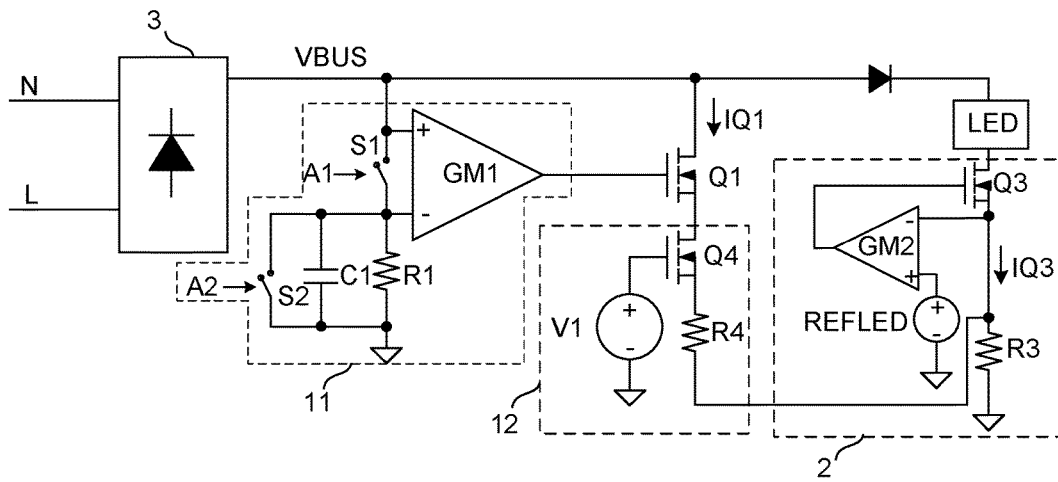 3
VBUS
N
L
IQ1
LED
S1
+
A1
GM1
-
Q1
Q3
Q4
GM2
-
+
IQ3
A2
S2
C1
R1
V1
+
-
R4
REFLED
+
-
R3
11
12
2